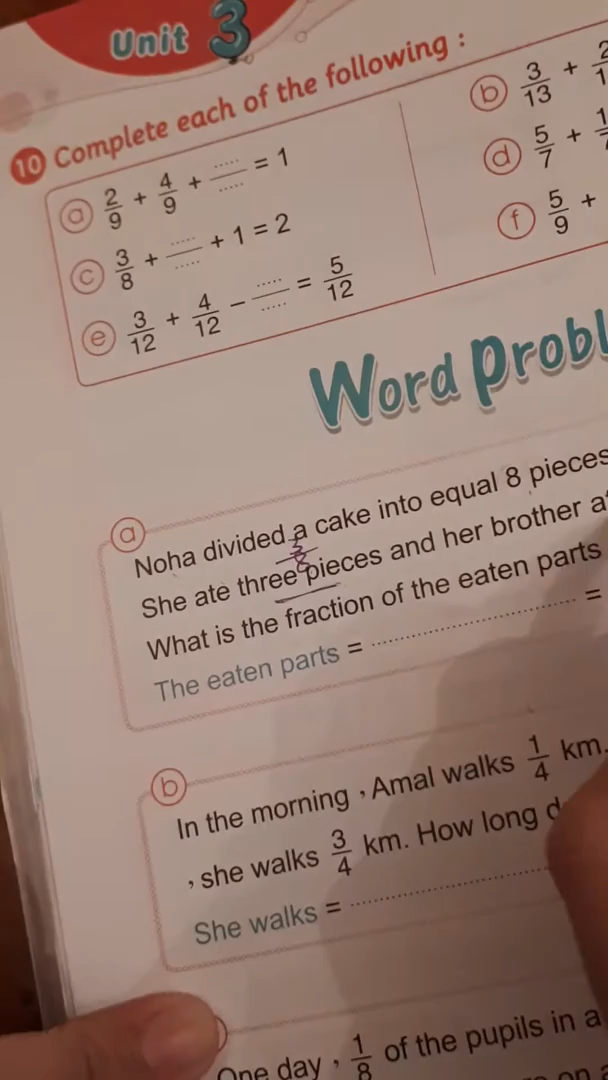 Unit 3
10 Complete each of the following :
a 2/9 + 4/9 + ...../..... = 1
b 3/13 +
c 3/8 + ...../..... + 1 = 2
d 5/7 +
e 3/12 + 4/12 - ...../..... = 5/12
f 5/9 +
Word
a
Noha divided a cake into equal 8 pieces
3/8
She ate three pieces and her brother
What is the fraction of the eaten parts
The eaten parts = .............................. =
b
In the morning , Amal walks 1/4 km.
, she walks 3/4 km. How long
She walks = ..............................
One day , 1/8 of the pupils in a
on